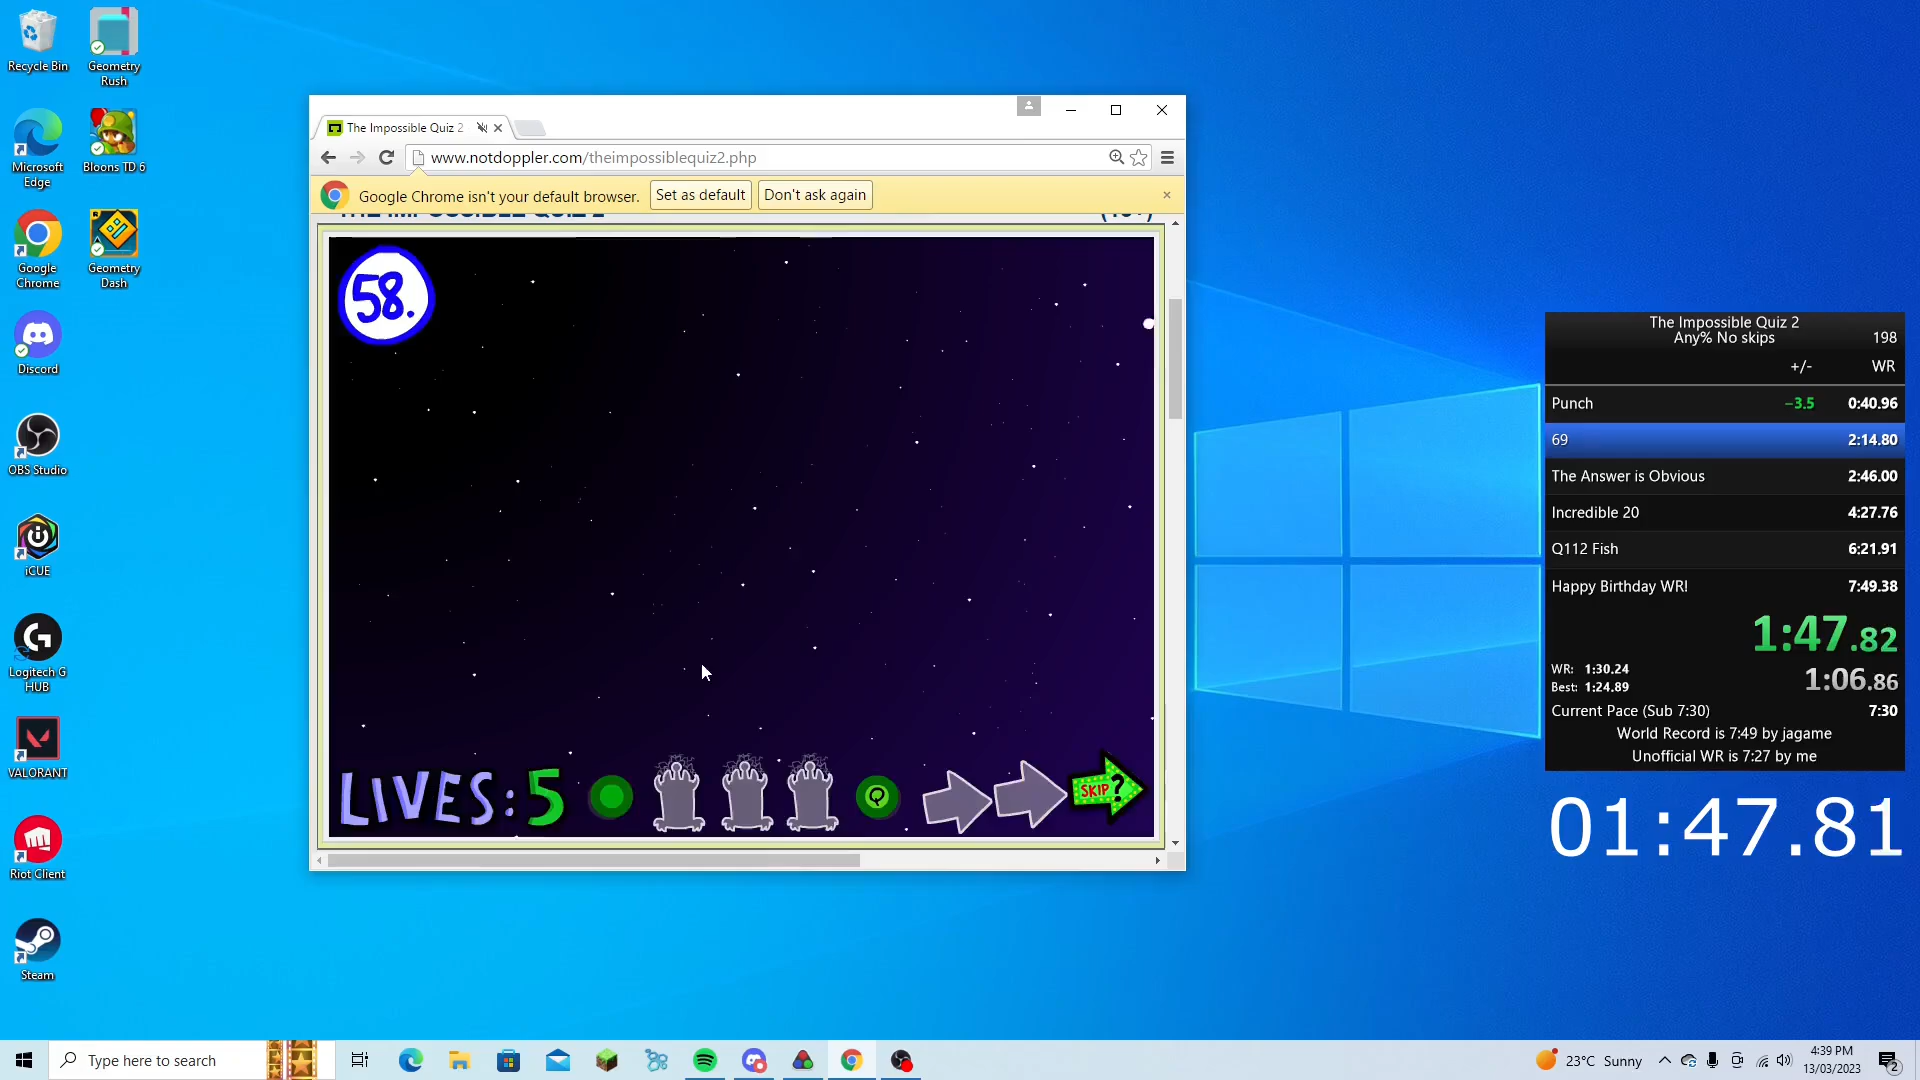 Recycle Bin
Geometry Rush
Microsoft Edge
Bloons TD 6
Google Chrome
Geometry Dash
Discord
OBS Studio
iCUE
Logitech G HUB
VALORANT
Riot Client
Steam
The Impossible Quiz 2
www.notdoppler.com/theimpossiblequiz2.php
Google Chrome isn't your default browser. Set as default Don't ask again
58.
LIVES: 5
SKIP?
The Impossible Quiz 2
Any% No skips 198
+/- WR
Punch −3.5 0:40.96
69 2:14.80
The Answer is Obvious 2:46.00
Incredible 20 4:27.76
Q112 Fish 6:21.91
Happy Birthday WR! 7:49.38
1:47.82
WR: 1:30.24
1:06.86
Best: 1:24.89
Current Pace (Sub 7:30) 7:30
World Record is 7:49 by jagame
Unofficial WR is 7:27 by me
01:47.81
Type here to search
23°C Sunny
4:39 PM
13/03/2023
2